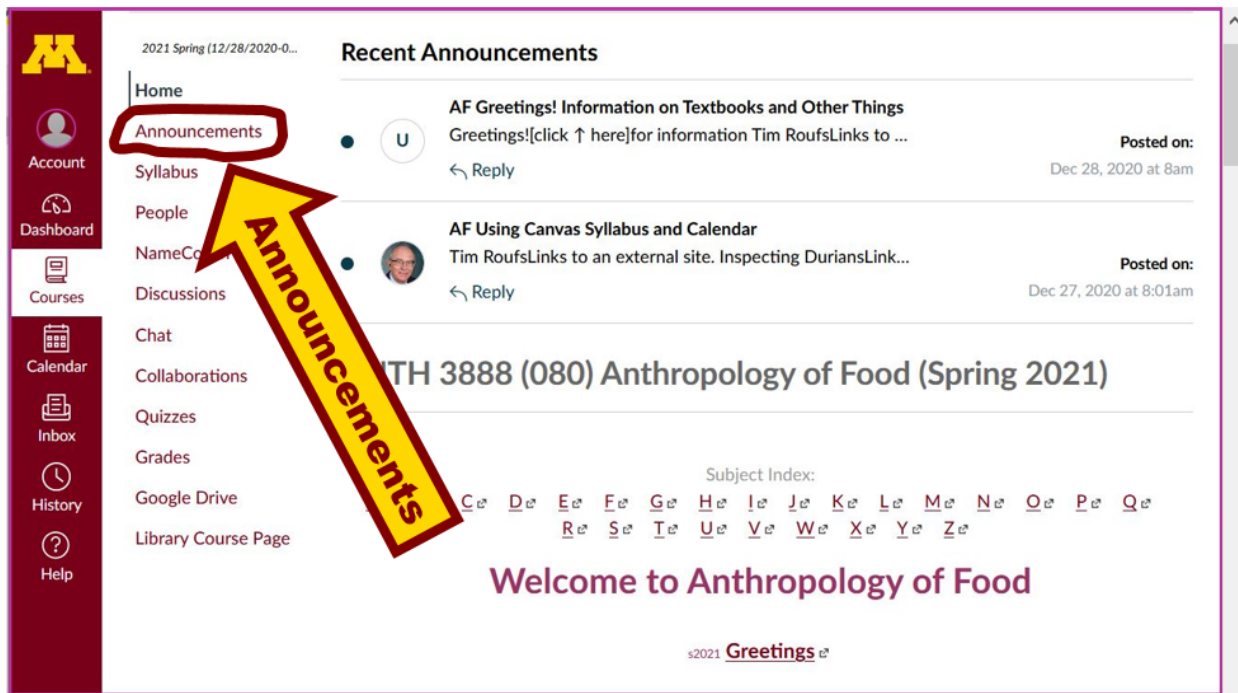 M
Account
Dashboard
Courses
Calendar
Inbox
History
Help
2021 Spring (12/28/2020-0...
Home
Announcements
Syllabus
People
Discussions
Chat
Collaborations
Quizzes
Grades
Google Drive
Library Course Page
Announcements
Recent Announcements
U
AF Greetings! Information on Textbooks and Other Things
Greetings![click ↑ here]for information Tim RoufsLinks to ...
Reply
Posted on:
Dec 28, 2020 at 8am
AF Using Canvas Syllabus and Calendar
Tim RoufsLinks to an external site. Inspecting DuriansLink...
Reply
Posted on:
Dec 27, 2020 at 8:01am
3888 (080) Anthropology of Food (Spring 2021)
Subject Index:
C D E F G H I J K L M N O P Q
R S T U V W X Y Z
Welcome to Anthropology of Food
s2021 Greetings